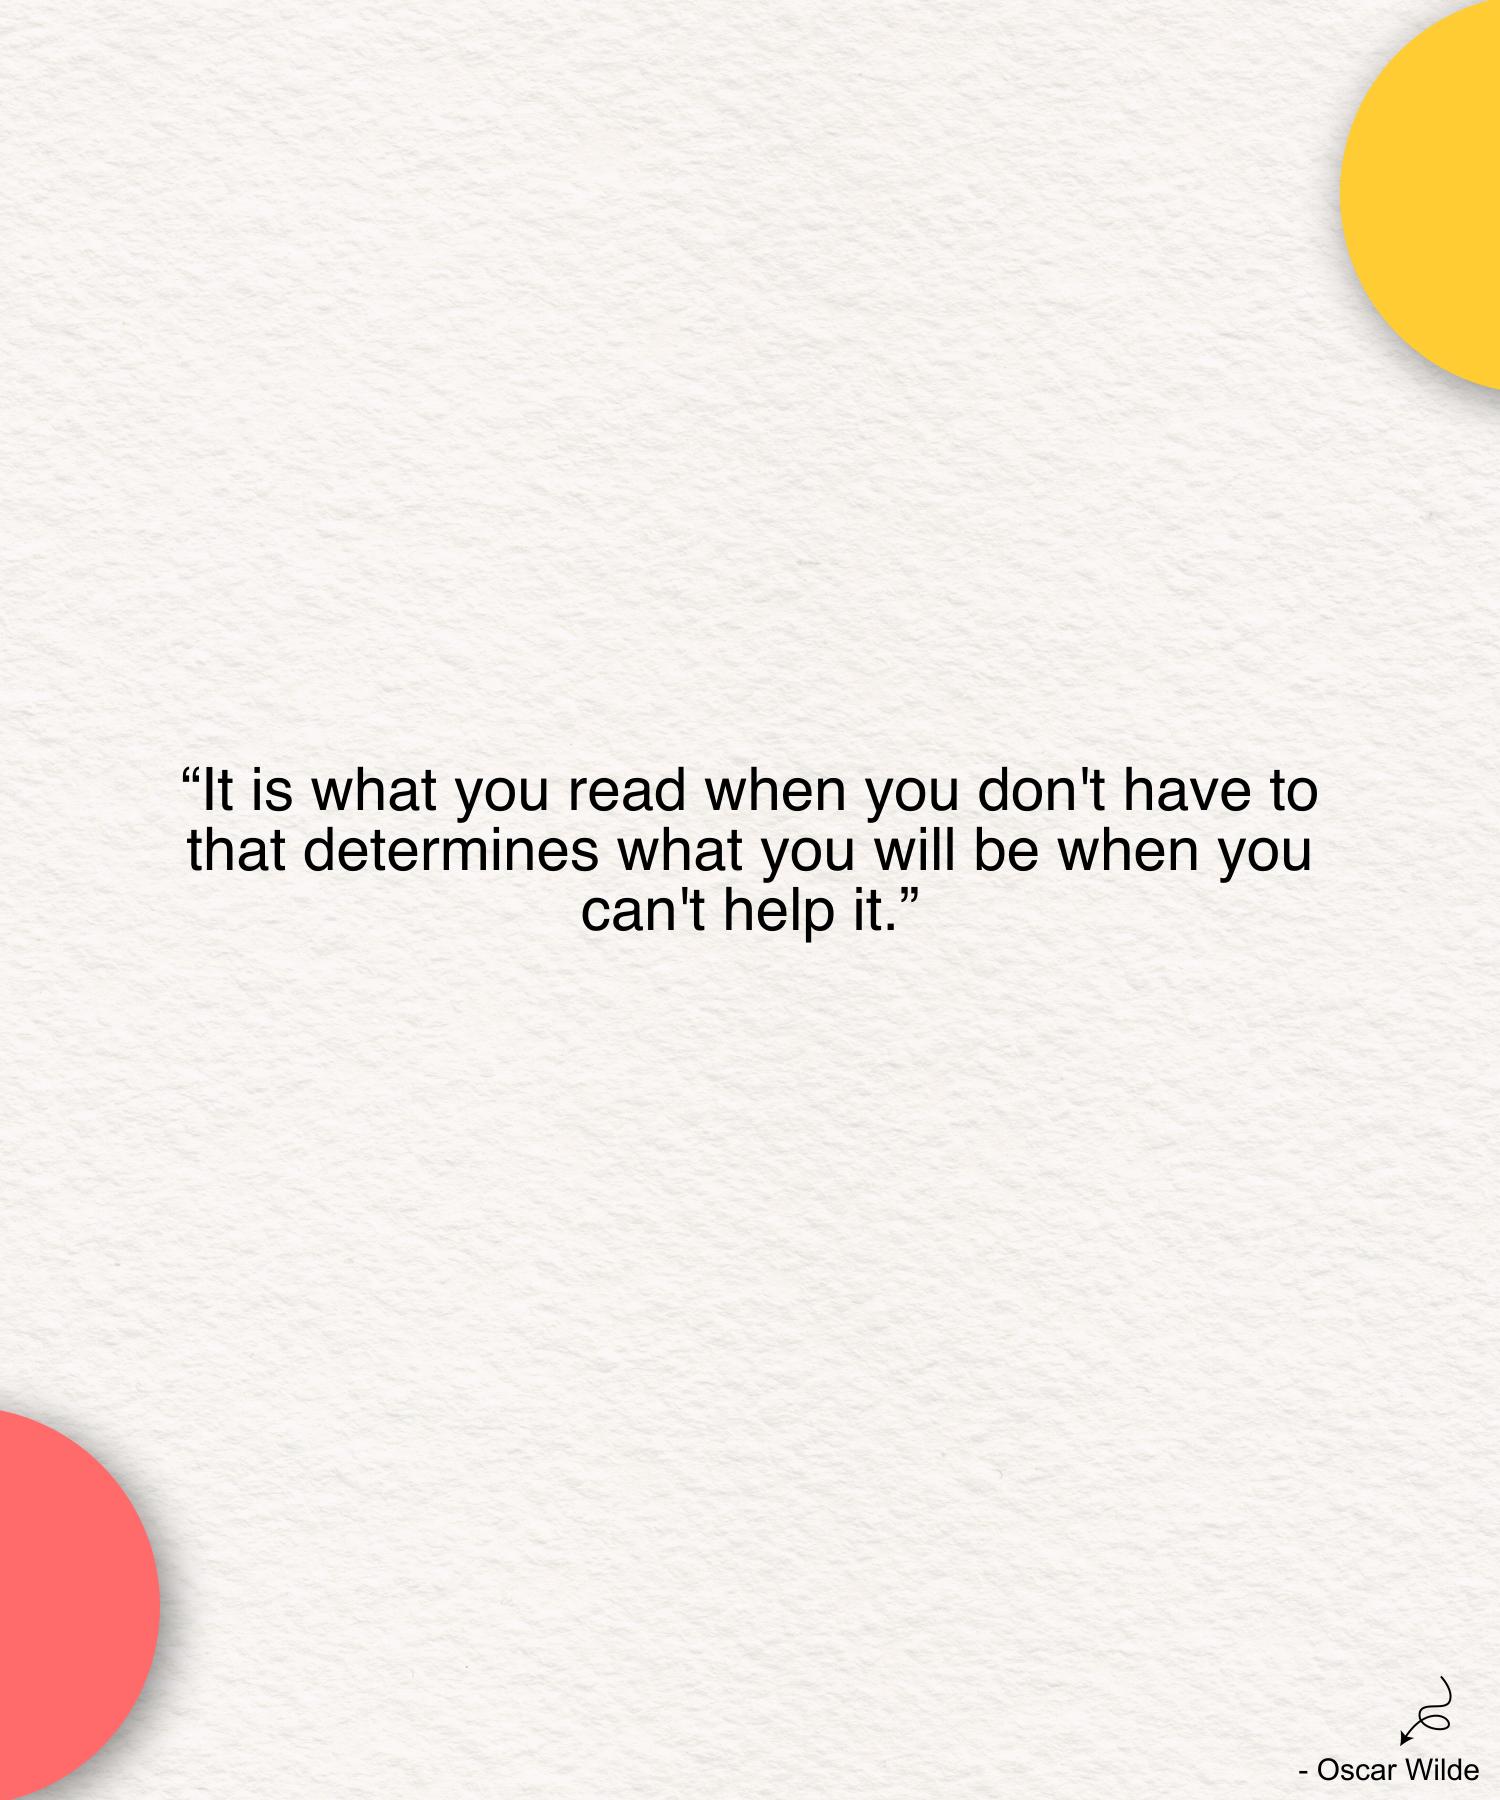 “It is what you read when you don't have to
that determines what you will be when you
can't help it.”
- Oscar Wilde